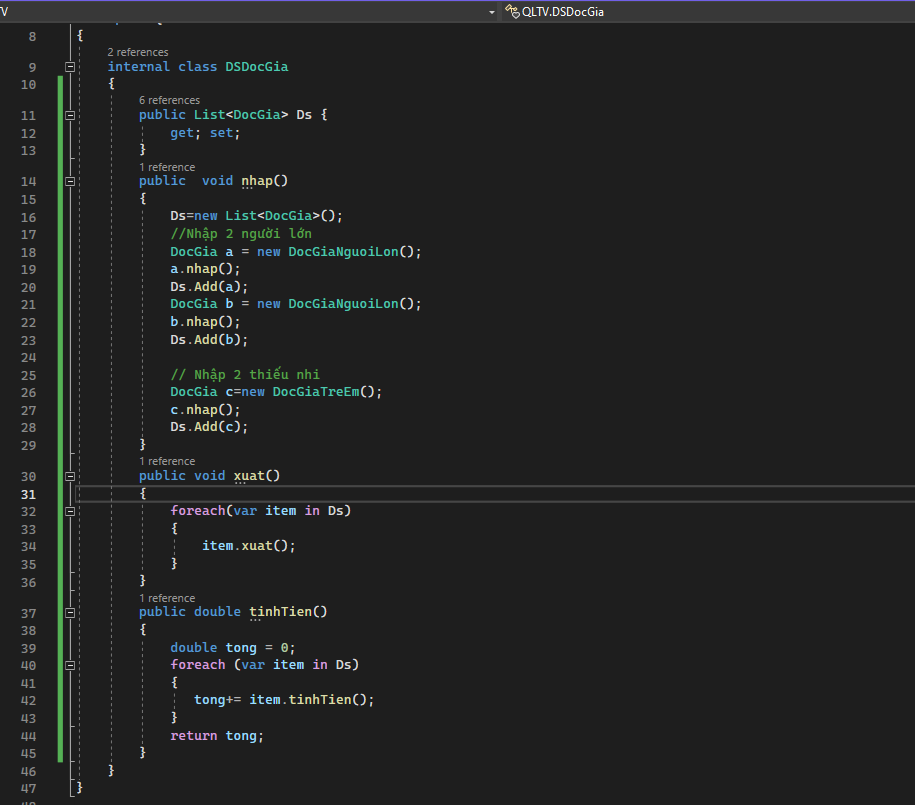 V QLTV.DSDocGia
8 {
2 references
9 internal class DSDocGia
10 {
6 references
11 public List<DocGia> Ds {
12 get; set;
13 }
1 reference
14 public  void nhap()
15 {
16 Ds=new List<DocGia>();
17 //Nhập 2 người lớn
18 DocGia a = new DocGiaNguoiLon();
19 a.nhap();
20 Ds.Add(a);
21 DocGia b = new DocGiaNguoiLon();
22 b.nhap();
23 Ds.Add(b);
24
25 // Nhập 2 thiếu nhi
26 DocGia c=new DocGiaTreEm();
27 c.nhap();
28 Ds.Add(c);
29 }
1 reference
30 public void xuat()
31 {
32 foreach(var item in Ds)
33 {
34 item.xuat();
35 }
36 }
1 reference
37 public double tinhTien()
38 {
39 double tong = 0;
40 foreach (var item in Ds)
41 {
42 tong+= item.tinhTien();
43 }
44 return tong;
45 }
46 }
47 }